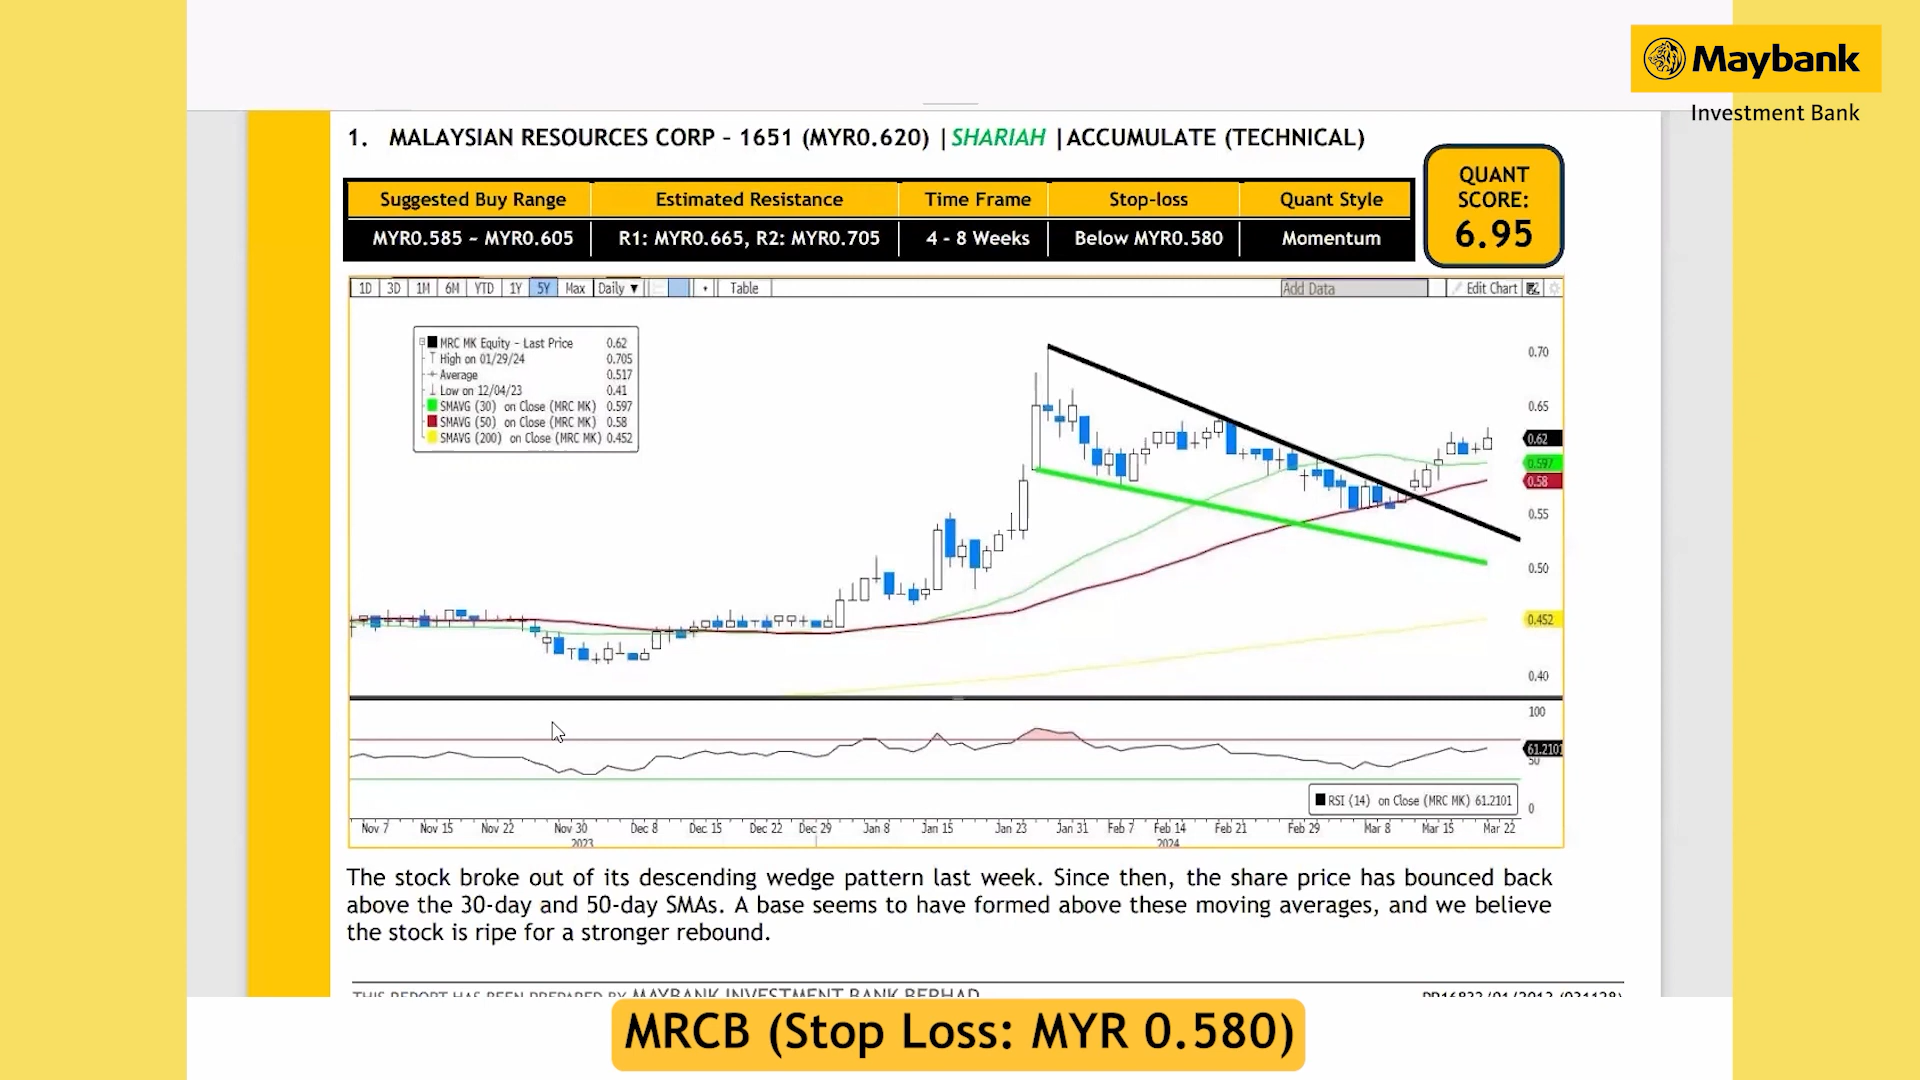 Maybank
Investment Bank
1. MALAYSIAN RESOURCES CORP – 1651 (MYR0.620) | SHARIAH | ACCUMULATE (TECHNICAL)
QUANT
SCORE:
6.95
Suggested Buy Range Estimated Resistance Time Frame Stop-loss Quant Style
MYR0.585 ~ MYR0.605 R1: MYR0.665, R2: MYR0.705 4 - 8 Weeks Below MYR0.580 Momentum
1D 3D 1M 6M YTD 1Y 5Y Max Daily ▼ Table Add Data Edit Chart
MRC MK Equity - Last Price 0.62
High on 01/29/24 0.705
Average 0.517
Low on 12/04/23 0.41
SMAVG (30) on Close (MRC MK) 0.597
SMAVG (50) on Close (MRC MK) 0.58
SMAVG (200) on Close (MRC MK) 0.452
0.70
0.65
0.62
0.597
0.58
0.55
0.50
0.452
0.40
100
61.2101
50
RSI (14) on Close (MRC MK) 61.2101
0
Nov 7 Nov 15 Nov 22 Nov 30 Dec 8 Dec 15 Dec 22 Dec 29 Jan 8 Jan 15 Jan 23 Jan 31 Feb 7 Feb 14 Feb 21 Feb 29 Mar 8 Mar 15 Mar 22
2023 2024
The stock broke out of its descending wedge pattern last week. Since then, the share price has bounced back
above the 30-day and 50-day SMAs. A base seems to have formed above these moving averages, and we believe
the stock is ripe for a stronger rebound.
THIS REPORT HAS BEEN PREPARED BY MAYBANK INVESTMENT BANK BERHAD
MRCB (Stop Loss: MYR 0.580)